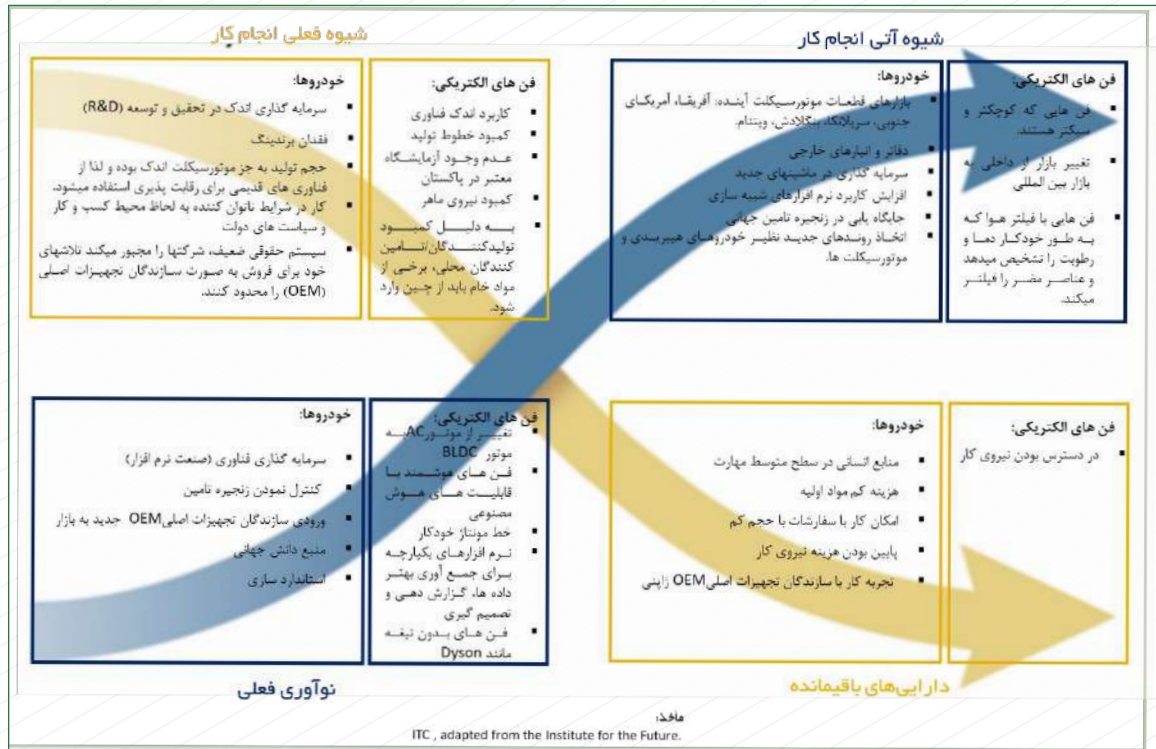 شیوه فعلی انجام کار
شیوه آتی انجام کار
فن های الکتریکی:
فن هایی که کوچکتر و
سبکتر هستند.
تغییر بازار از داخلی به
بازار بین المللی
فن هایی با فیلتر هوا که
به طور خودکار دما و
رطوبت را تشخیص میدهد
و عناصر مضر را فیلتر
میکند.
خودروها:
بازارهای قطعات موتورسیکلت آینده: آفریقا، آمریکای
جنوبی، سریلانکا، بنگلادش، ویتنام.
دفاتر و انبارهای خارجی
سرمایه گذاری در ماشینهای جدید
افزایش کاربرد نرم افزارهای شبیه سازی
جایگاه یابی در زنجیره تامین جهانی
اتخاذ روندهای جدید نظیر خودروهای هیبریدی و
موتورسیکلت ها.
فن های الکتریکی:
کاربرد اندک فناوری
کمبود خطوط تولید
عدم وجود آزمایشگاه
معتبر در پاکستان
کمبود نیروی ماهر
به دلیل کمبود
تولیدکنندگان/تامین
کنندگان محلی، برخی از
مواد خام باید از چین وارد
شود.
خودروها:
سرمایه گذاری اندک در تحقیق و توسعه (R&D)
فقدان برندینگ
حجم تولید به جز موتورسیکلت اندک بوده و لذا از
فناوری های قدیمی برای رقابت پذیری استفاده میشود.
کار در شرایط ناتوان کننده به لحاظ محیط کسب و کار
و سیاست های دولت
سیستم حقوقی ضعیف، شرکتها را مجبور میکند تلاشهای
خود برای فروش به صورت سازندگان تجهیزات اصلی
(OEM) را محدود کنند.
فن های الکتریکی:
در دسترس بودن نیروی کار
خودروها:
منابع انسانی در سطح متوسط مهارت
هزینه کم مواد اولیه
امکان کار با سفارشات با حجم کم
پایین بودن هزینه نیروی کار
تجربه کار با سازندگان تجهیزات اصلی OEM ژاپنی
فن های الکتریکی:
تغییر از موتور AC به
موتور BLDC
فن های هوشمند با
قابلیت های هوش
مصنوعی
خط مونتاژ خودکار
نرم افزارهای یکپارچه
برای جمع آوری بهتر
داده ها، گزارش دهی و
تصمیم گیری
فن های بدون تیغه
مانند Dyson
خودروها:
سرمایه گذاری فناوری (صنعت نرم افزار)
کنترل نمودن زنجیره تامین
ورودی سازندگان تجهیزات اصلی OEM جدید به بازار
منبع دانش جهانی
استاندارد سازی
دارایی‌های باقیمانده
نوآوری فعلی
مأخذ:
ITC , adapted from the Institute for the Future.